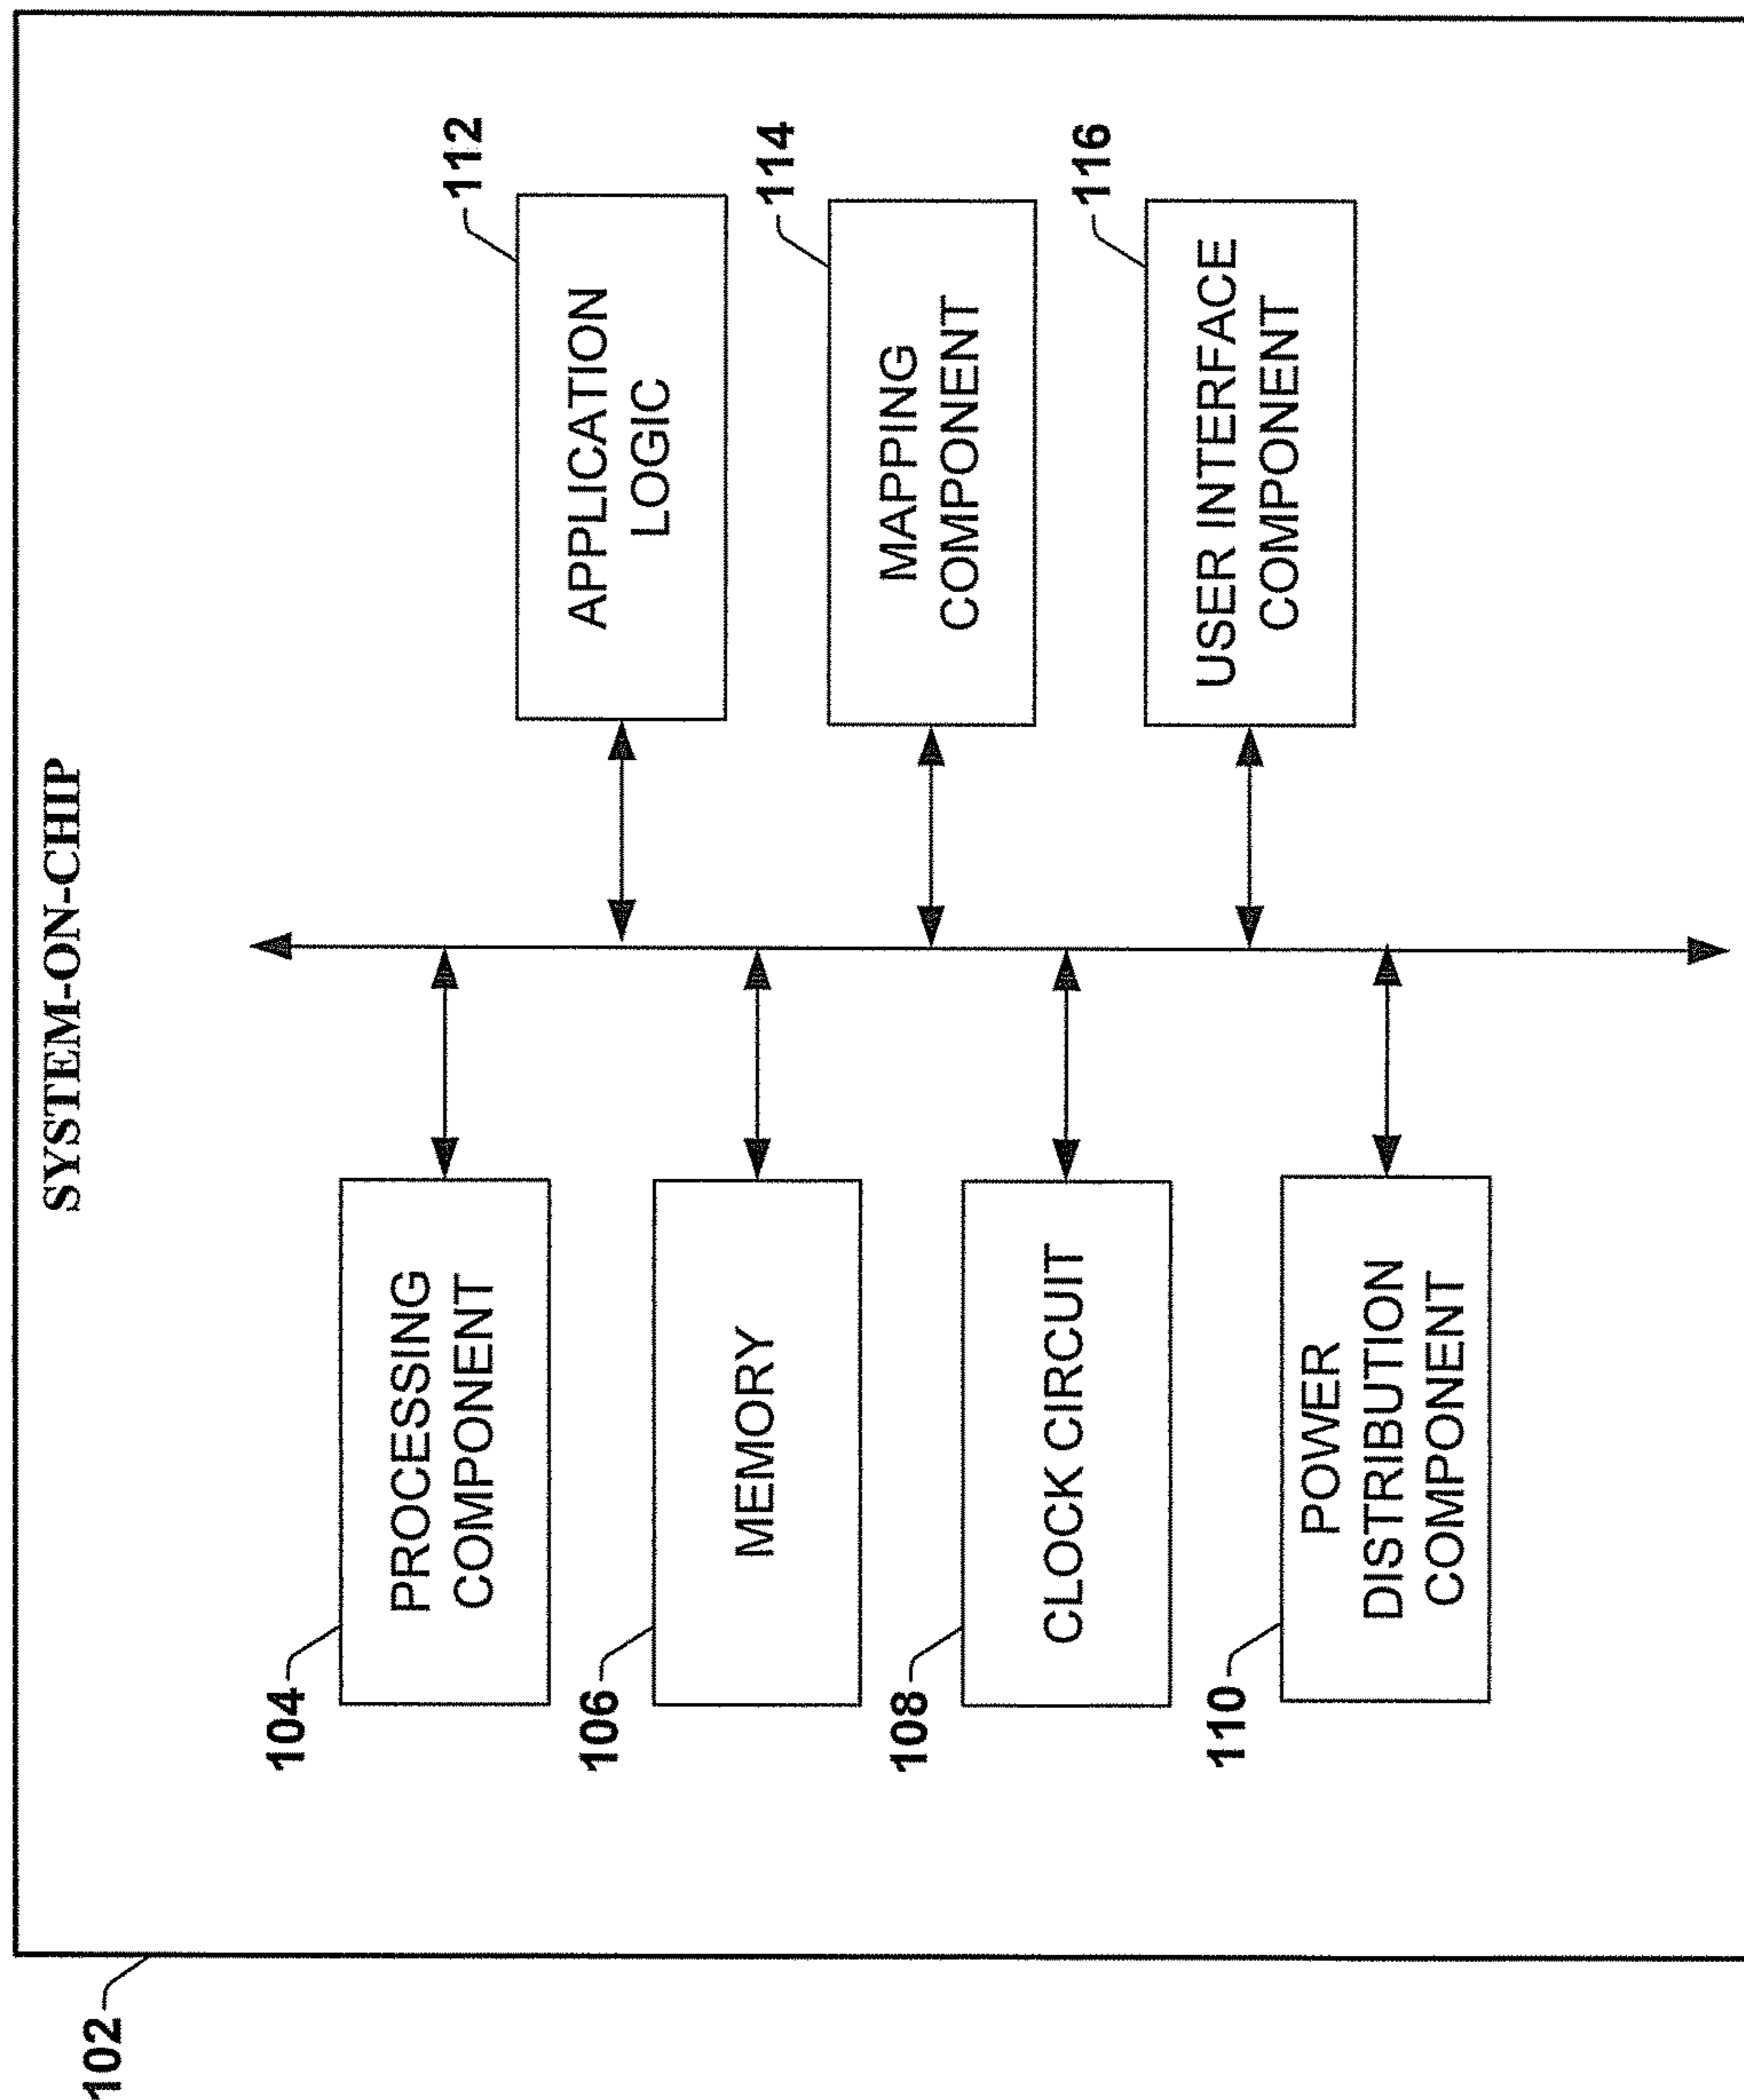 SYSTEM-ON-CHIP
102
104
PROCESSING
COMPONENT
112
APPLICATION
LOGIC
106
MEMORY
114
MAPPING
COMPONENT
108
CLOCK CIRCUIT
116
USER INTERFACE
COMPONENT
110
POWER
DISTRIBUTION
COMPONENT